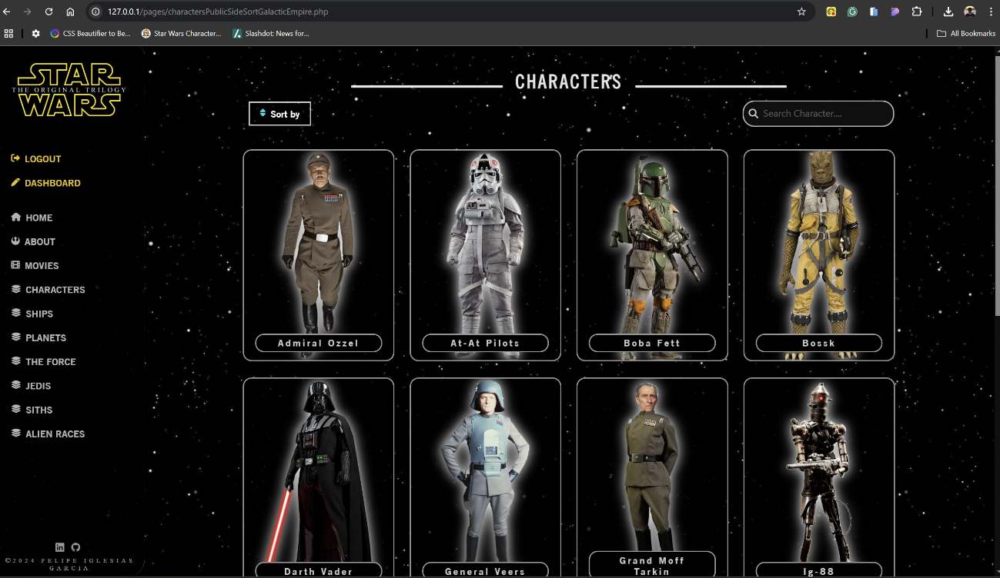 127.0.0.1/pages/charactersPublicSideSortGalacticEmpire.php
CSS Beautifier to Be...
Star Wars Character...
Slashdot: News for...
All Bookmarks
STAR
THE ORIGINAL TRILOGY
WARS
LOGOUT
DASHBOARD
HOME
ABOUT
MOVIES
CHARACTERS
SHIPS
PLANETS
THE FORCE
JEDIS
SITHS
ALIEN RACES
©2024 FELIPE IGLESIAS
GARCIA
CHARACTERS
Sort by
Search Character....
Admiral Ozzel
At-At Pilots
Boba Fett
Bossk
Darth Vader
General Veers
Grand Moff
Tarkin
Ig-88